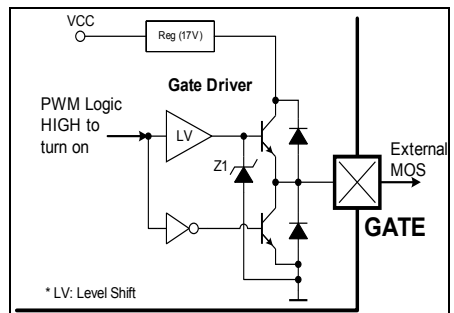 VCC
Reg (17V)
Gate Driver
PWM Logic
HIGH to
turn on
LV
Z1
External
MOS
GATE
* LV: Level Shift